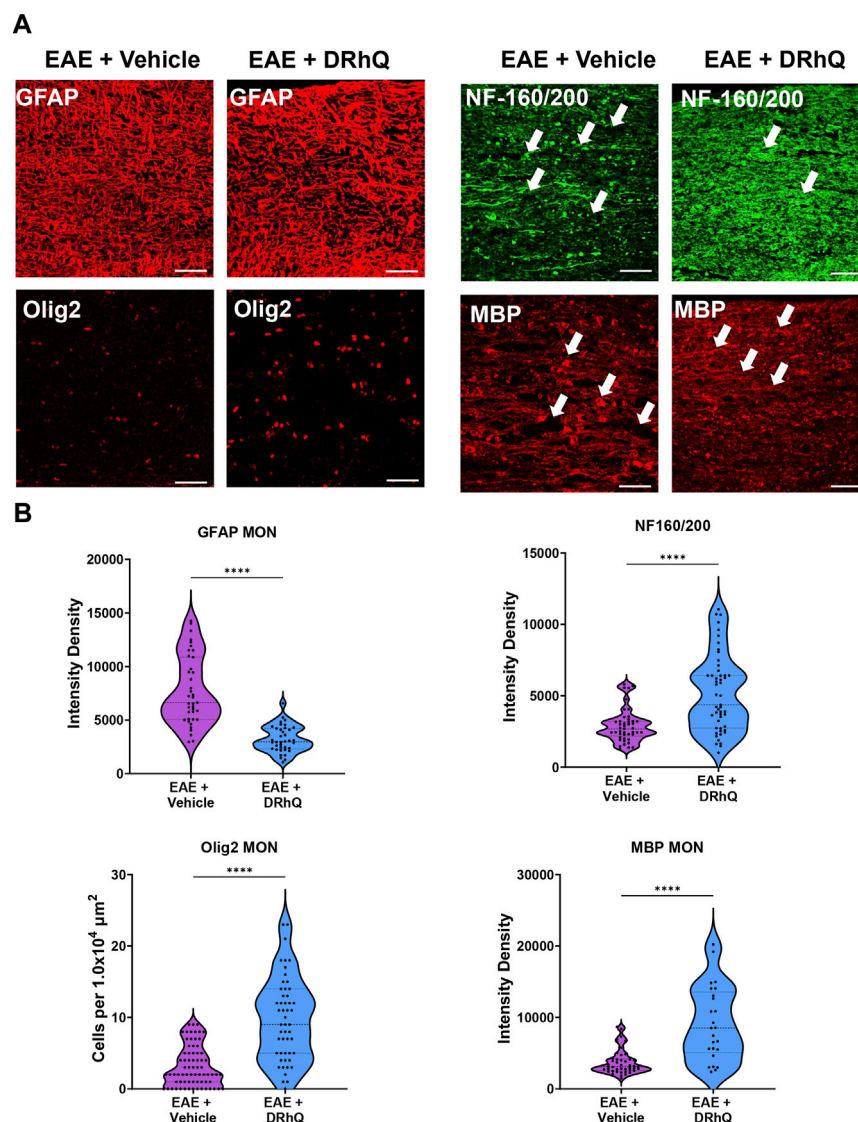 A
EAE + Vehicle
EAE + DRhQ
EAE + Vehicle
EAE + DRhQ
GFAP
GFAP
NF-160/200
NF-160/200
Olig2
Olig2
MBP
MBP
B
GFAP MON
20000
15000
10000
5000
0
Intensity Density
****
EAE +
Vehicle
EAE +
DRhQ
NF160/200
15000
10000
5000
0
Intensity Density
****
EAE +
Vehicle
EAE +
DRhQ
Olig2 MON
30
20
10
0
Cells per 1.0x10⁴ µm²
****
EAE +
Vehicle
EAE +
DRhQ
MBP MON
30000
20000
10000
0
Intensity Density
****
EAE +
Vehicle
EAE +
DRhQ